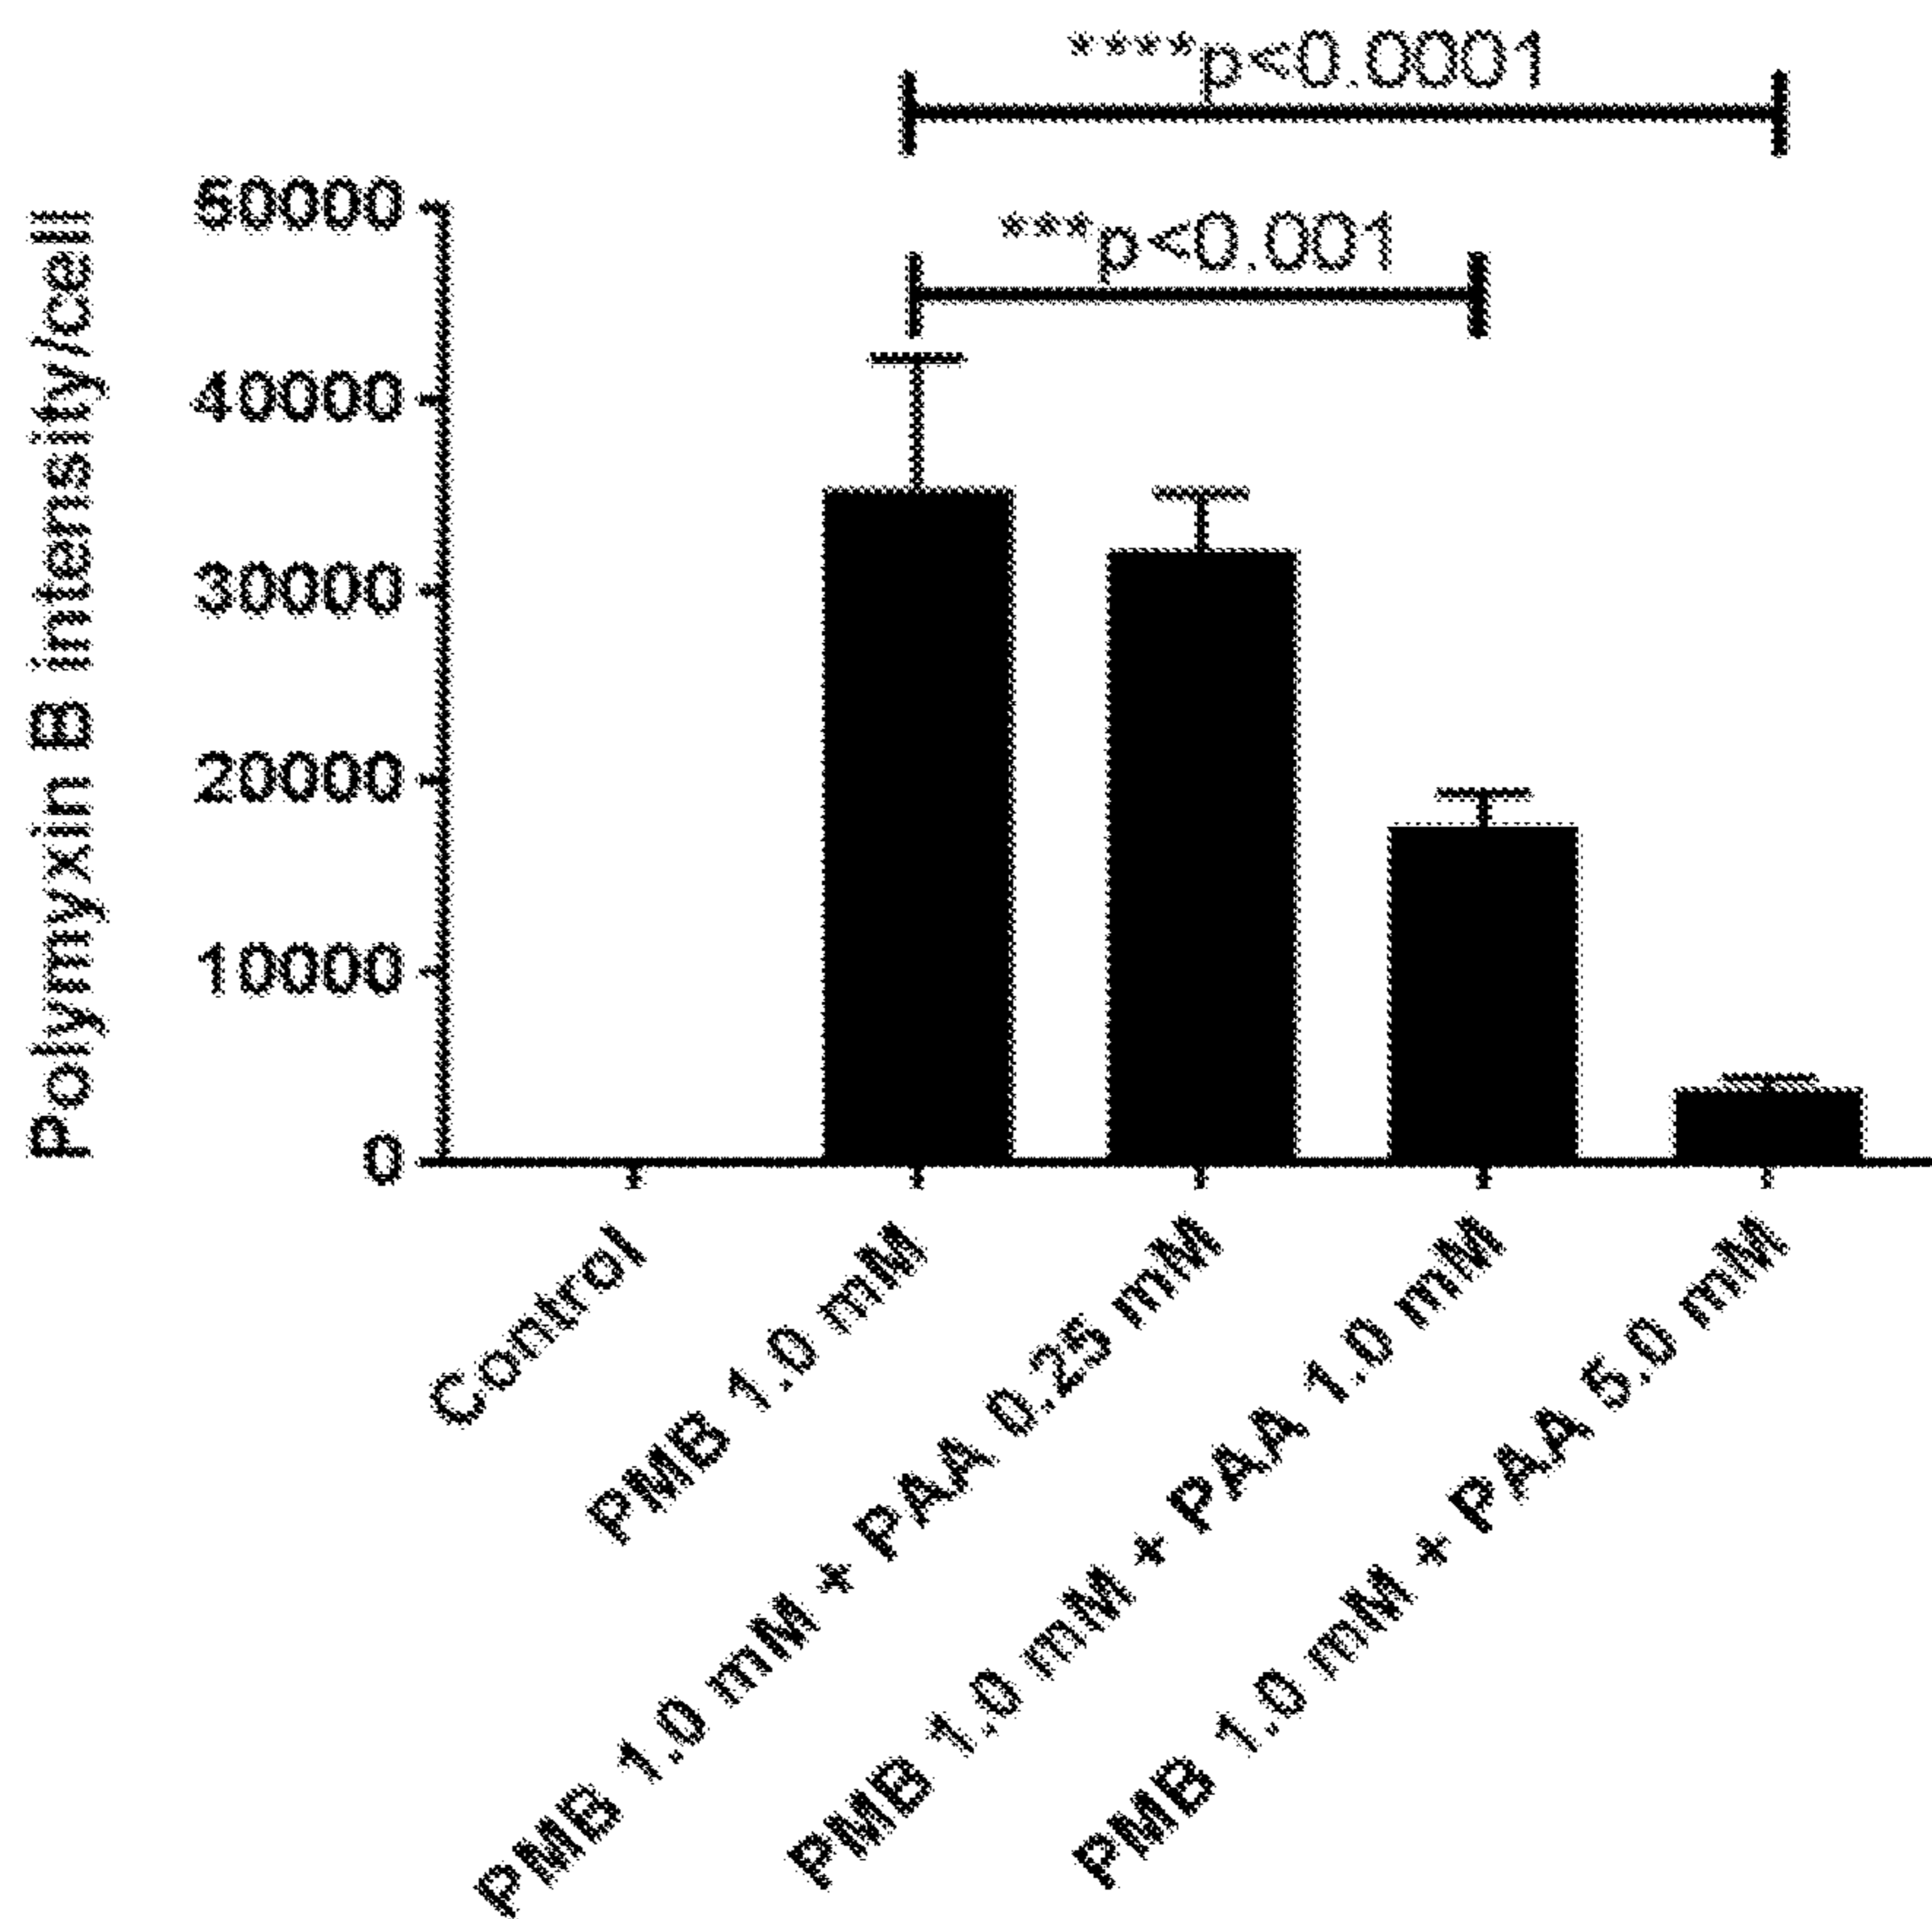 ****p<0.0001
***p<0.001
Polymyxin B intensity/cell
50000
40000
30000
20000
10000
0
Control
PMB 1.0 mM
PMB 1.0 mM + PAA 0.25 mM
PMB 1.0 mM + PAA 1.0 mM
PMB 1.0 mM + PAA 5.0 mM